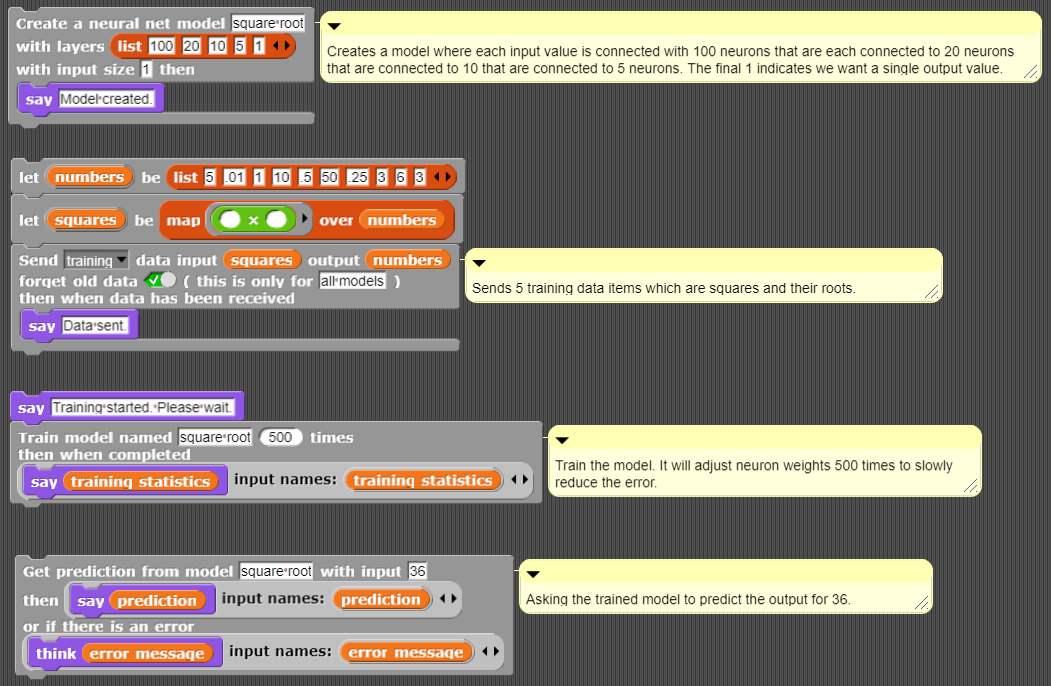 Create a neural net model square root
with layers list 100 20 10 5 1
with input size 1 then
say Model created.
Creates a model where each input value is connected with 100 neurons that are each connected to 20 neurons
that are connected to 10 that are connected to 5 neurons. The final 1 indicates we want a single output value.
let numbers be list 5 .01 1 10 .5 50 .25 3 6 3
let squares be map × over numbers
Send training data input squares output numbers
forget old data ( this is only for all models )
then when data has been received
say Data sent.
Sends 5 training data items which are squares and their roots.
say Training started. Please wait.
Train model named square root 500 times
then when completed
say training statistics input names: training statistics
Train the model. It will adjust neuron weights 500 times to slowly
reduce the error.
Get prediction from model square root with input 36
then say prediction input names: prediction
or if there is an error
think error message input names: error message
Asking the trained model to predict the output for 36.